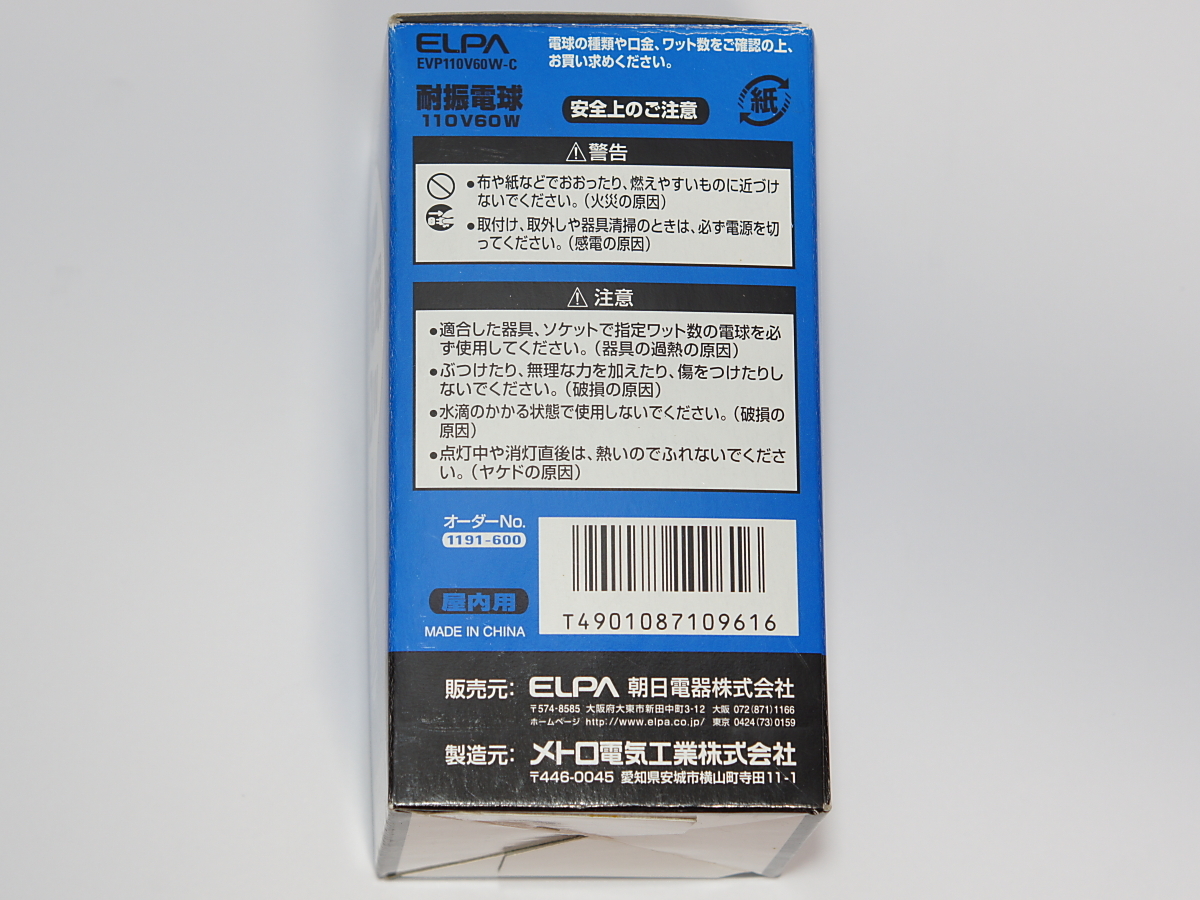 ELPA
EVP110V60W-C
電球の種類や口金、ワット数をご確認の上、
お買い求めください。
耐振電球
110V60W
安全上のご注意
紙
警告
●布や紙などでおおったり、燃えやすいものに近づけ
ないでください。(火災の原因)
●取付け、取外しや器具清掃のときは、必ず電源を切
ってください。(感電の原因)
注意
●適合した器具、ソケットで指定ワット数の電球を必
ず使用してください。(器具の過熱の原因)
●ぶつけたり、無理な力を加えたり、傷をつけたりし
ないでください。(破損の原因)
●水滴のかかる状態で使用しないでください。(破損の
原因)
●点灯中や消灯直後は、熱いのでふれないでくださ
い。(ヤケドの原因)
オーダーNo.
1191-600
屋内用
MADE IN CHINA
T4901087109616
販売元: ELPA 朝日電器株式会社
〒574-8585 大阪府大東市新田中町3-12 大阪 072(871)1166
ホームページ http://www.elpa.co.jp/ 東京 0424(73)0159
製造元: メトロ電気工業株式会社
〒446-0045 愛知県安城市横山町寺田11-1